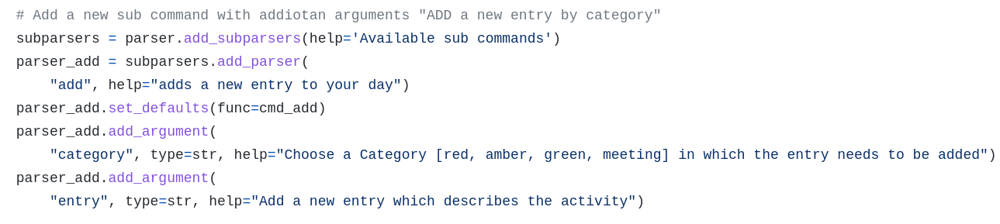 # Add a new sub command with addiotan arguments "ADD a new entry by category"
subparsers = parser.add_subparsers(help='Available sub commands')
parser_add = subparsers.add_parser(
    "add", help="adds a new entry to your day")
parser_add.set_defaults(func=cmd_add)
parser_add.add_argument(
    "category", type=str, help="Choose a Category [red, amber, green, meeting] in which the entry needs to be added")
parser_add.add_argument(
    "entry", type=str, help="Add a new entry which describes the activity")